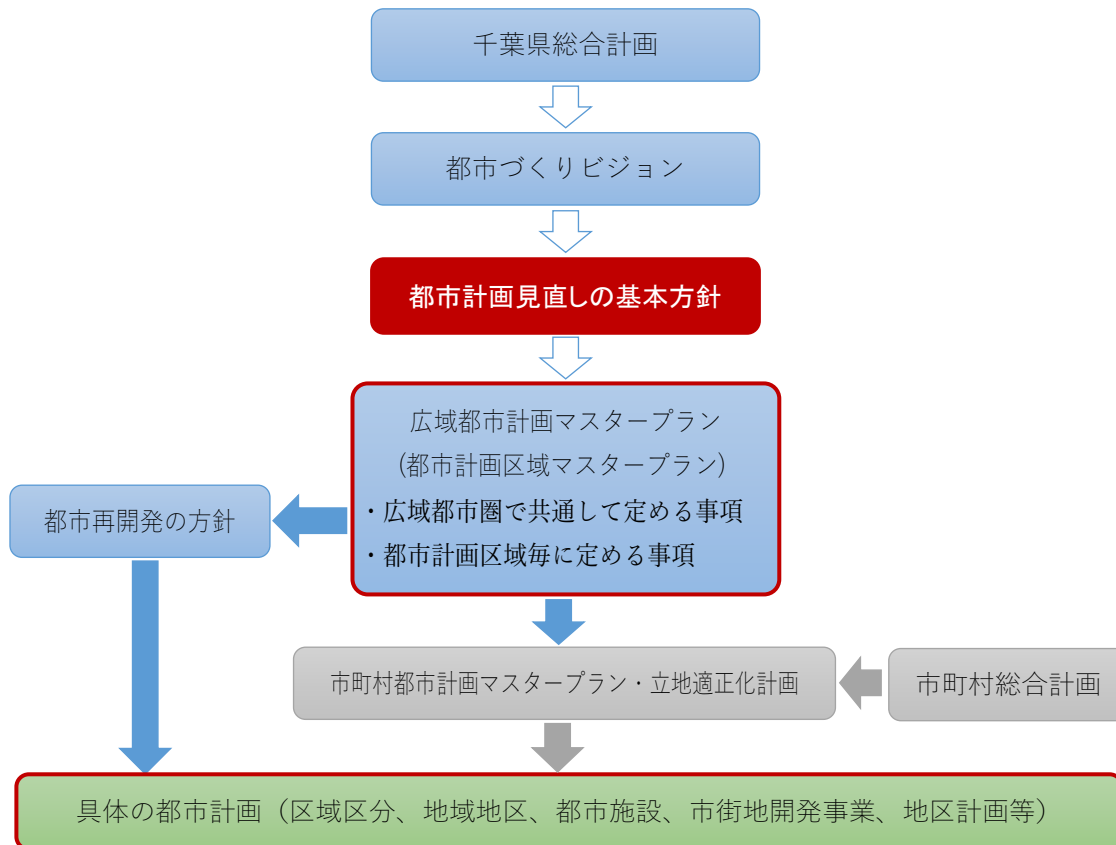 千葉県総合計画
都市づくりビジョン
都市計画見直しの基本方針
広域都市計画マスタープラン
(都市計画区域マスタープラン)
・広域都市圏で共通して定める事項
・都市計画区域毎に定める事項
都市再開発の方針
市町村都市計画マスタープラン・立地適正化計画
市町村総合計画
具体の都市計画（区域区分、地域地区、都市施設、市街地開発事業、地区計画等）